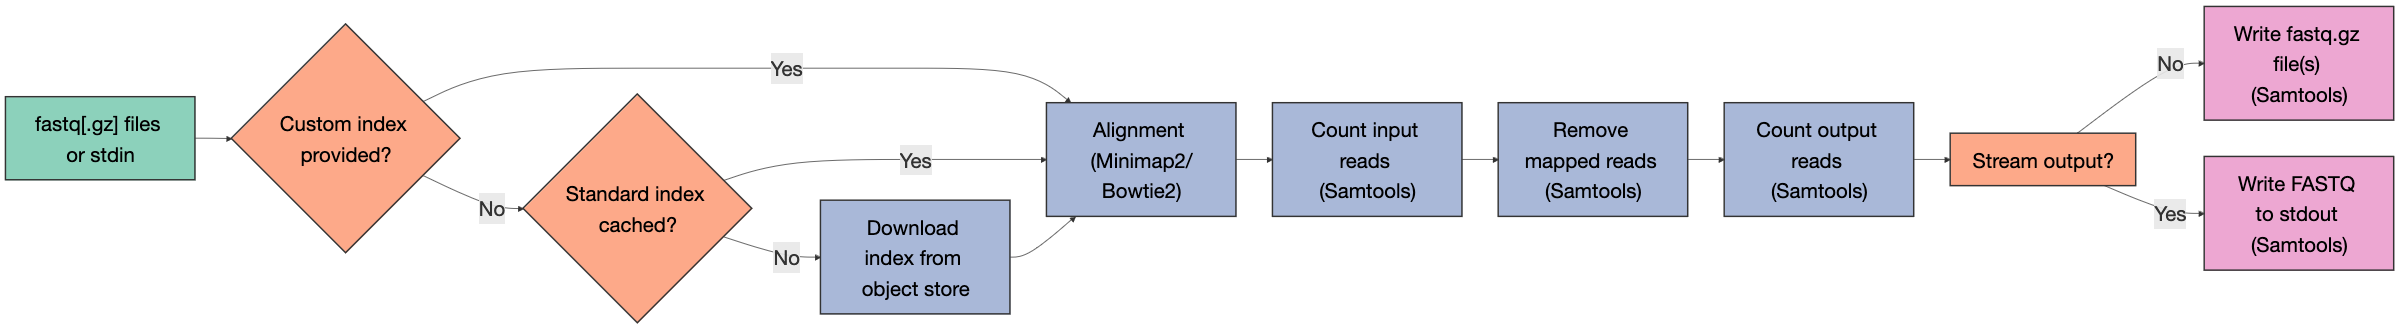 fastq[.gz] files
or stdin
Custom index
provided?
Yes
No
Standard index
cached?
Yes
No
Download
index from
object store
Alignment
(Minimap2/
Bowtie2)
Count input
reads
(Samtools)
Remove
mapped reads
(Samtools)
Count output
reads
(Samtools)
Stream output?
No
Yes
Write fastq.gz
file(s)
(Samtools)
Write FASTQ
to stdout
(Samtools)